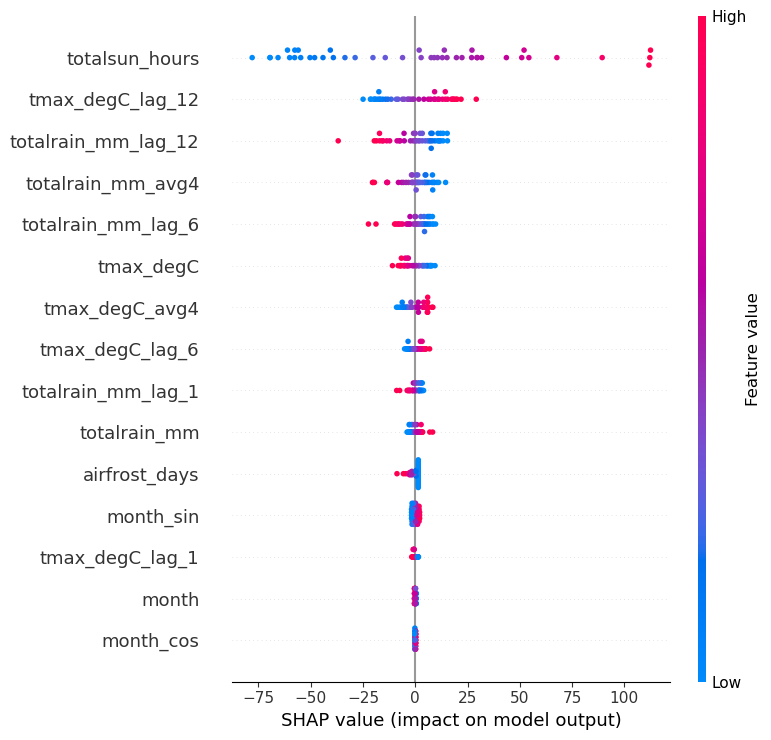 High
totalsun_hours
tmax_degC_lag_12
totalrain_mm_lag_12
totalrain_mm_avg4
totalrain_mm_lag_6
tmax_degC
tmax_degC_avg4
tmax_degC_lag_6
totalrain_mm_lag_1
totalrain_mm
airfrost_days
month_sin
tmax_degC_lag_1
month
month_cos
Feature value
Low
−75 −50 −25 0 25 50 75 100
SHAP value (impact on model output)